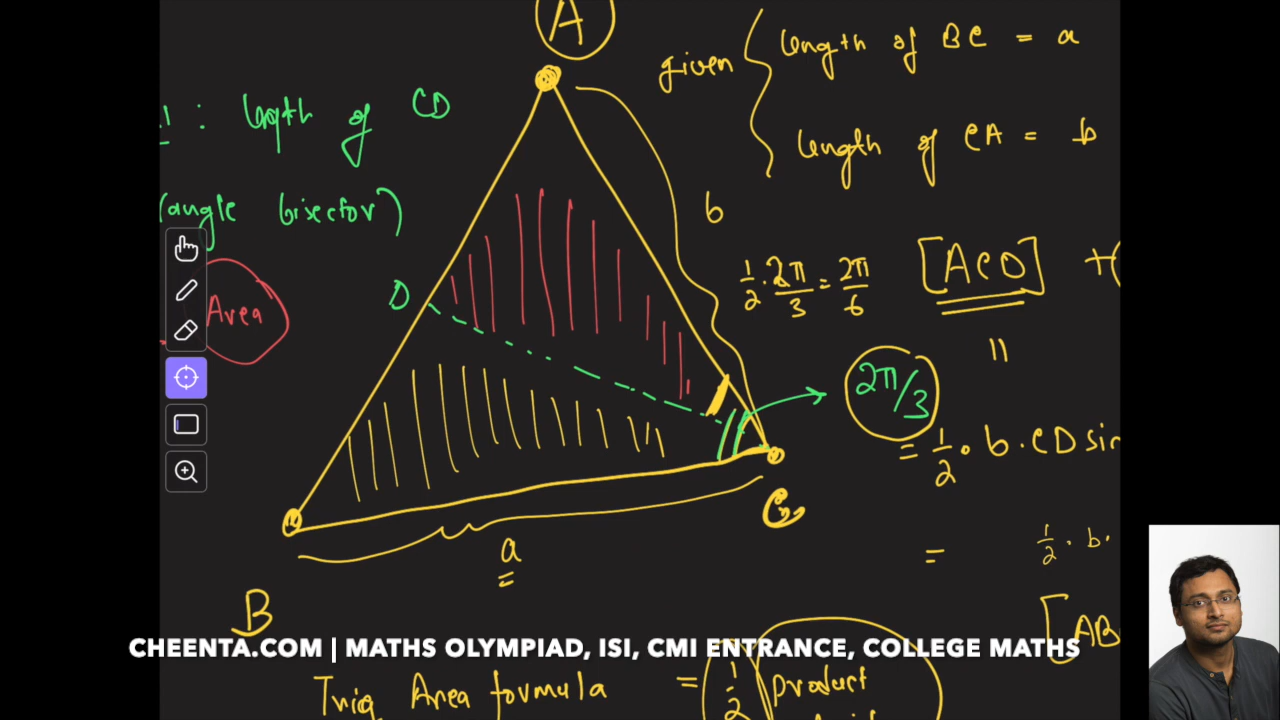 A
given { length of BC = a
length of CA = b
: length of CD
(angle bisector)
Area
b
D
1/2 · 2π/3 = 2π/6
[ACD] +(
=
2π/3
= 1/2 · b · CD sin
C
a
=
= 1/2 · b ·
[AB
B
CHEENTA.COM | MATHS OLYMPIAD, ISI, CMI ENTRANCE, COLLEGE MATHS
Trig Area formula = 1/2 product